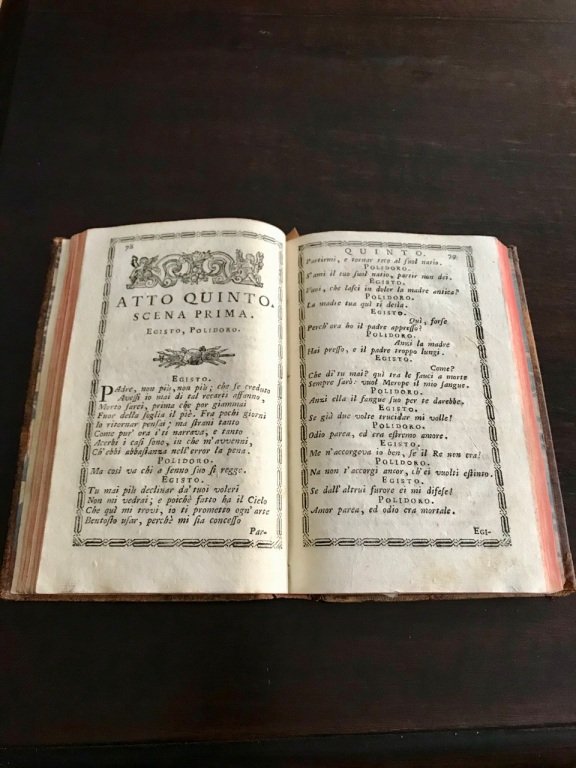 78
ATTO QUINTO.
SCENA PRIMA.
EGISTO, POLIDORO.
EGISTO.
PAdre, non più, non più; che se creduto
Avessi io mai di tal recarti affanno,
Morto sarei, prima che por giammai
Fuor della soglia il piè. Fra pochi giorni
Io ritornar pensai; ma strani tanto
Come por' ora i' ti narrava, e tanto
Acerbi i casi sono, in che m'avvenni,
Ch'ebbi abbastanza nell'error la pena.
POLIDORO.
Ma così va chi a senno suo si regge.
EGISTO.
Tu mai più declinar da' tuoi voleri
Non mi vedrai; e poichè fatto ha il Cielo
Che quì mi trovi, io ti prometto ogn'arte
Bentosto usar, perchè mi sia concesso
Par-
QUINTO. 79
Partirmi, e tornar teco al suol natio.
POLIDORO.
S'ami il tuo suol natio, partir non dei.
EGISTO.
Vuoi, che lasci in dolor la madre antica?
POLIDORO.
La madre tua quì ti desia.
EGISTO.
Quì, forse
Perch'ora ho il padre appresso?
POLIDORO.
Anzi la madre
Hai presso, e il padre troppo lungi.
EGISTO.
Come?
Che di' tu mai? quì tra le fauci a morte
Sempre sarò: vuol Merope il mio sangue.
POLIDORO.
Anzi ella il sangue suo per te darebbe.
EGISTO.
Se già due volte trucidar mi volle!
POLIDORO.
Odio parea, ed era estremo amore.
EGISTO.
Me n'accorgeva io ben, se il Re non era!
POLIDORO.
Ma non t'accorgi ancor, ch'ei vuolti estinto.
EGISTO.
Se dall'altrui furore ei mi difese!
POLIDORO.
Amor parea, ed odio era mortale.
EGI-